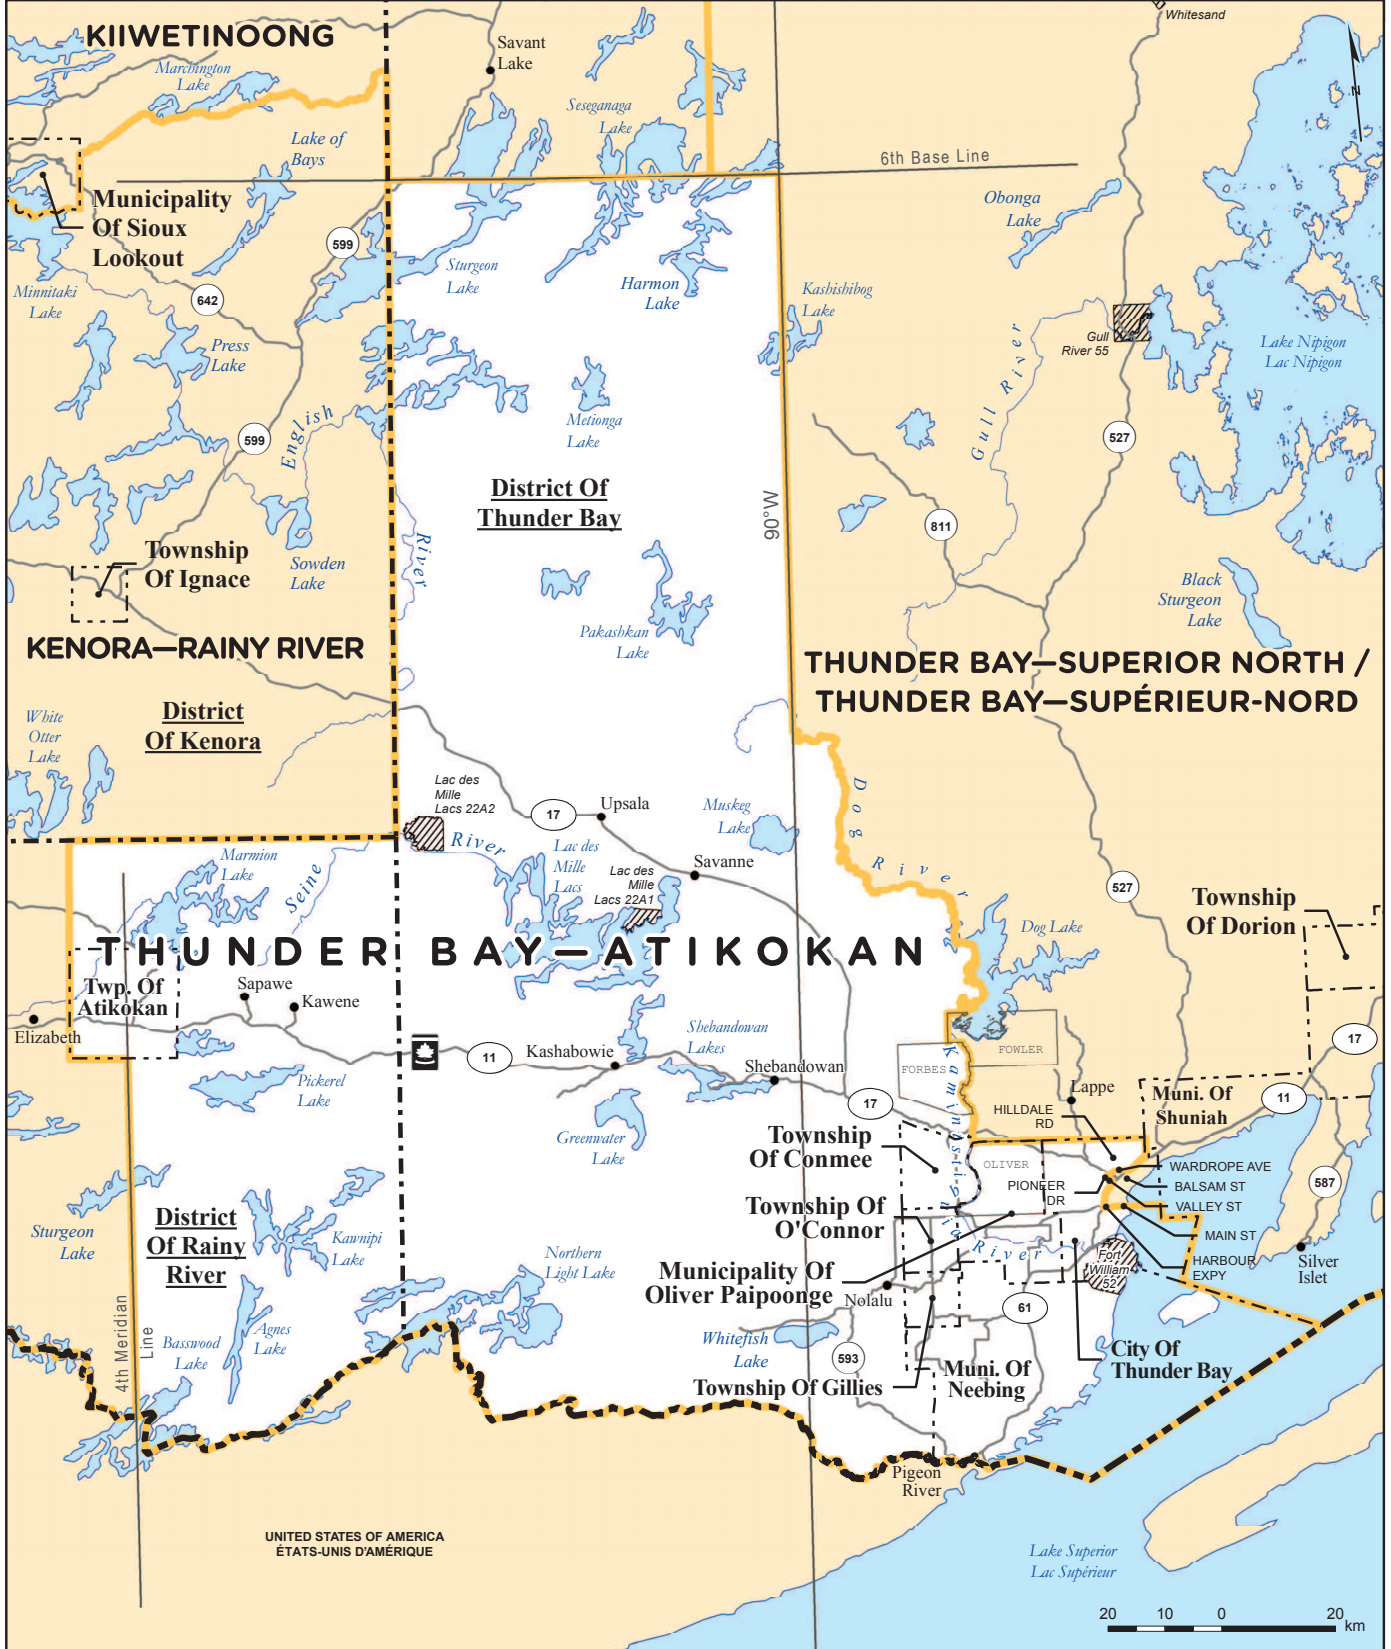 Whitesand
KIIWETINOONG
Savant
Lake
Marchington
Lake
N
Seseganaga
Lake
Lake of
Bays
6th Base Line
Municipality
Of Sioux
Lookout
Obonga
Lake
599
Sturgeon
Lake
Harmon
Lake
Kashishibog
Lake
Minnitaki
Lake
642
Press
Lake
Gull
River 55
Gull River
Lake Nipigon
Lac Nipigon
Metionga
Lake
English
599
527
District Of
Thunder Bay
90°W
811
River
Township
Of Ignace
Sowden
Lake
Black
Sturgeon
Lake
Pakashkan
Lake
KENORA—RAINY RIVER
THUNDER BAY—SUPERIOR NORTH /
THUNDER BAY—SUPÉRIEUR-NORD
District
Of Kenora
White
Otter
Lake
Lac des
Mille
Lacs 22A2
17
Upsala
Muskeg
Lake
Dog River
River
Lac des
Mille
Lacs
Lac des
Mille
Lacs 22A1
Savanne
Marmion
Lake
Seine
527
Township
Of Dorion
Dog Lake
THUNDER BAY—ATIKOKAN
Twp. Of
Atikokan
Sapawe
Kawene
Elizabeth
11
Kashabowie
Shebandowan
Lakes
Shebandowan
FOWLER
FORBES
Kaministiquia River
17
Lappe
Muni. Of
Shuniah
11
17
Pickerel
Lake
Greenwater
Lake
HILLDALE
RD
Township
Of Conmee
OLIVER
WARDROPE AVE
PIONEER
DR
BALSAM ST
587
VALLEY ST
Township Of
O'Connor
MAIN ST
District
Of Rainy
River
Sturgeon
Lake
Kawnipi
Lake
Northern
Light Lake
Municipality Of
Oliver Paipoonge
Nolalu
Fort
William
52
HARBOUR
EXPY
Silver
Islet
61
4th Meridian
Line
Basswood
Lake
Agnes
Lake
Whitefish
Lake
593
City Of
Thunder Bay
Muni. Of
Neebing
Township Of Gillies
Pigeon
River
UNITED STATES OF AMERICA
ÉTATS-UNIS D'AMÉRIQUE
Lake Superior
Lac Supérieur
20 10 0 20
km